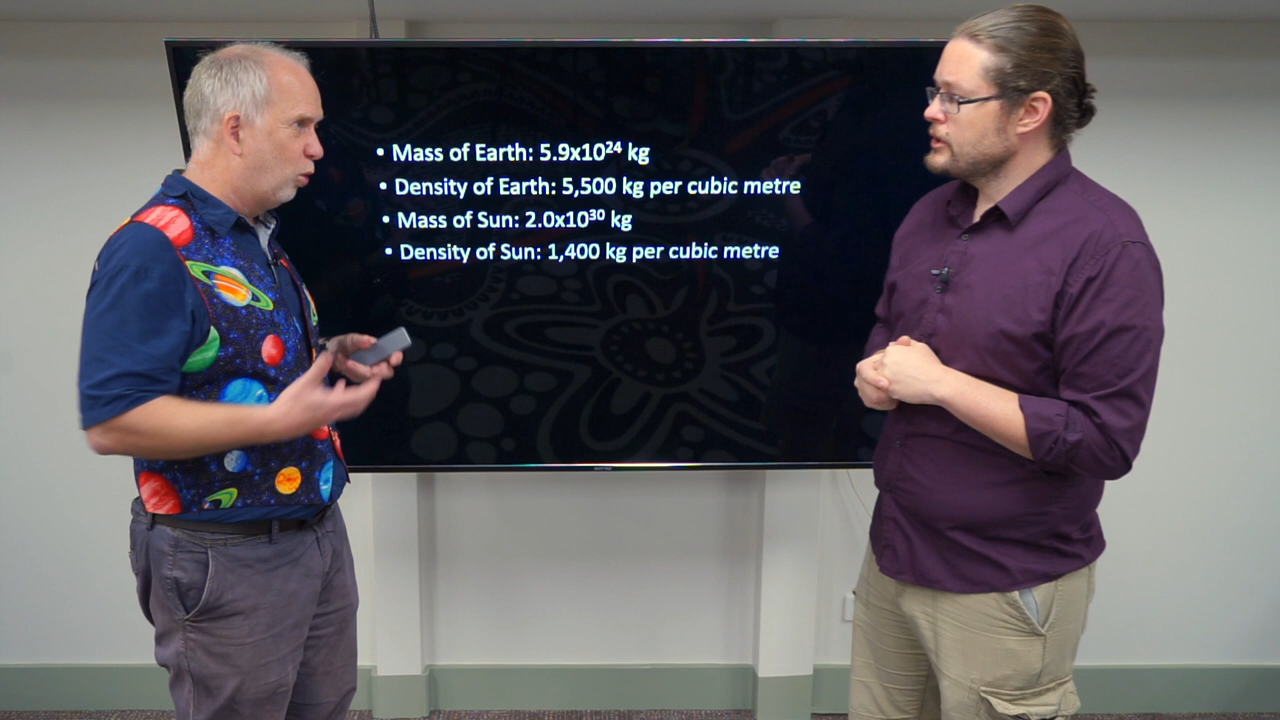 • Mass of Earth: 5.9x10²⁴ kg
• Density of Earth: 5,500 kg per cubic metre
• Mass of Sun: 2.0x10³⁰ kg
• Density of Sun: 1,400 kg per cubic metre